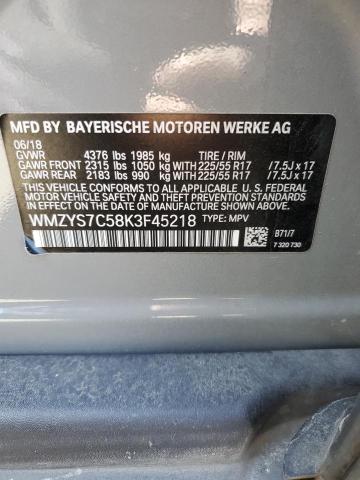 MFD BY BAYERISCHE MOTOREN WERKE AG
06/18
GVWR 4376 lbs 1985 kg TIRE / RIM
GAWR FRONT 2315 lbs 1050 kg WITH 225/55 R17 /7.5J x 17
GAWR REAR 2183 lbs 990 kg WITH 225/55 R17 /7.5J x 17
THIS VEHICLE CONFORMS TO ALL APPLICABLE FEDERAL
MOTOR VEHICLE SAFETY, BUMPER, AND THEFT PREVENTION
STANDARDS IN EFFECT ON THE DATE OF MANUFACTURE SHOWN ABOVE.
WMZYS7C58K3F45218 TYPE: MPV
B71/7
7 320 730